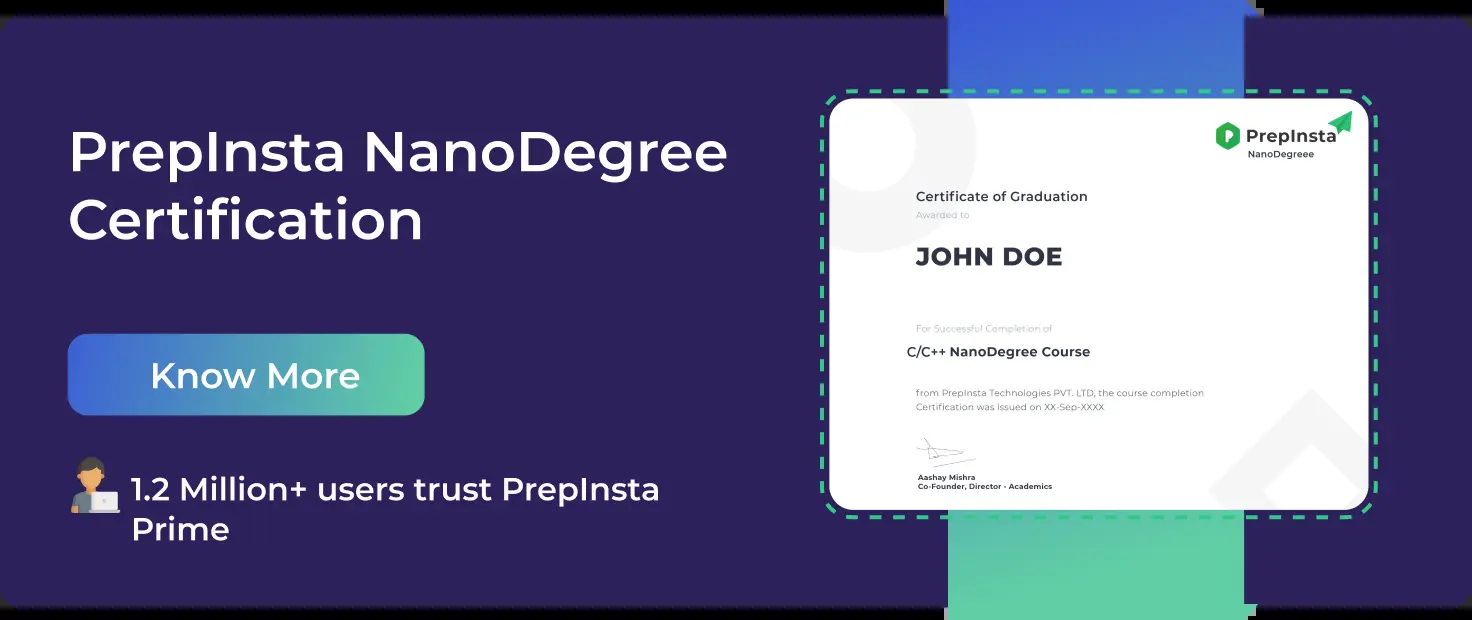 PrepInsta NanoDegree
Certification
Know More
1.2 Million+ users trust PrepInsta
Prime
PrepInsta
NanoDegreee
Certificate of Graduation
Awarded to
JOHN DOE
For Successful Completion of
C/C++ NanoDegree Course
from PrepInsta Technologies PVT. LTD, the course completion
Certification was issued on XX-Sep-XXXX
Aashay Mishra
Co-Founder, Director - Academics